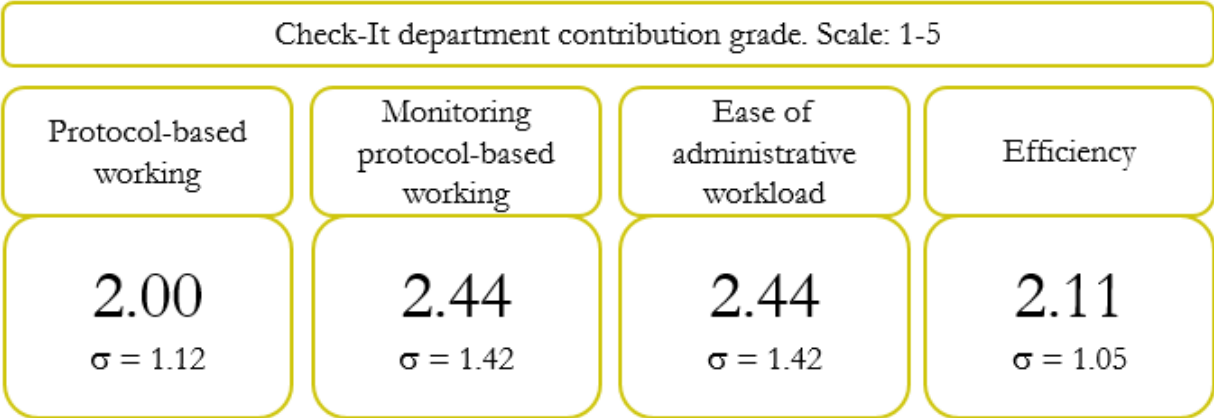 Check-It department contribution grade. Scale: 1-5
Protocol-based
working
Monitoring
protocol-based
working
Ease of
administrative
workload
Efficiency
2.00
σ = 1.12
2.44
σ = 1.42
2.44
σ = 1.42
2.11
σ = 1.05